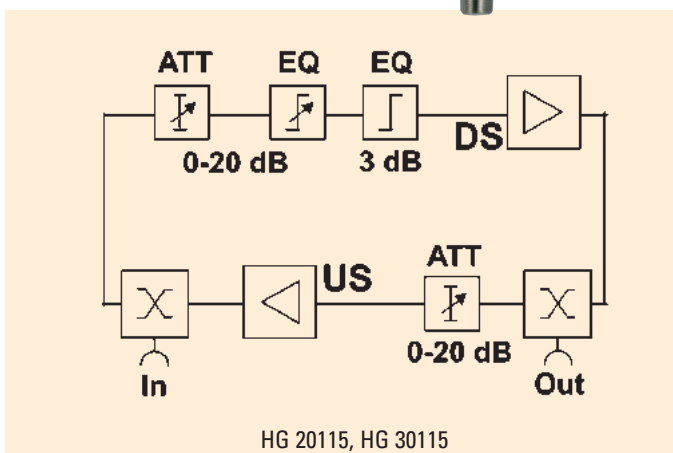 ATT EQ EQ
0-20 dB 3 dB DS
US ATT
0-20 dB
In Out
HG 20115, HG 30115